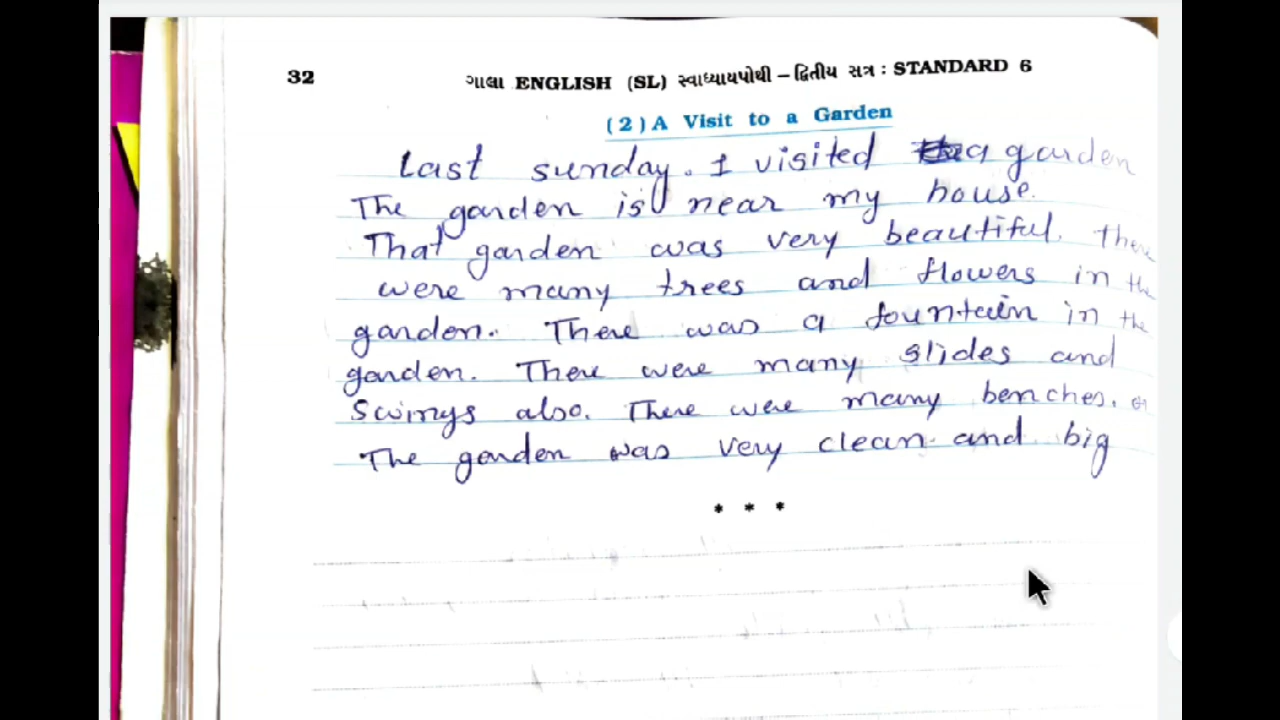 32 ગાલા ENGLISH (SL) સ્વાધ્યાયપોથી – દ્વિતીય સત્ર : STANDARD 6
(2) A Visit to a Garden
Last sunday. I visited a garden
The garden is near my house.
That garden was very beautiful. There
were many trees and flowers in the
garden. There was a fountain in the
garden. There were many slides and
Swings also. There were many benches.
The garden was very clean and big
* * *